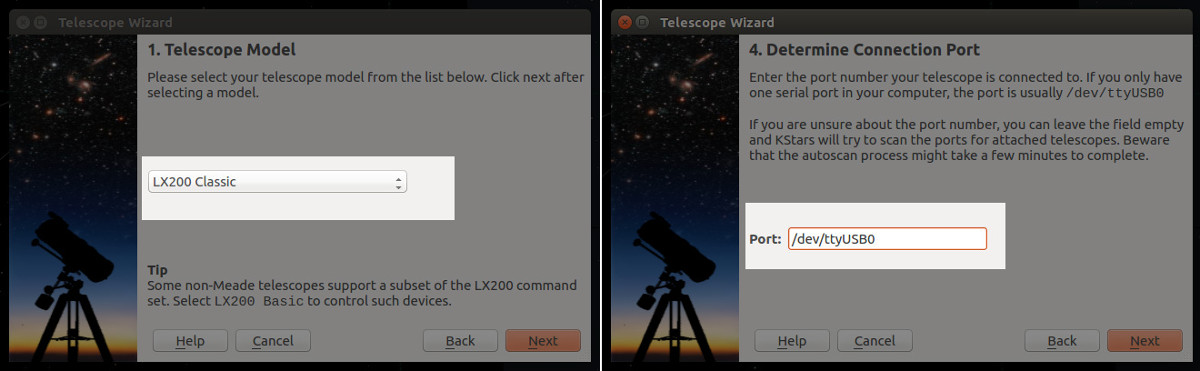 Telescope Wizard
1. Telescope Model
Please select your telescope model from the list below. Click next after
selecting a model.
LX200 Classic
Tip
Some non-Meade telescopes support a subset of the LX200 command
set. Select LX200 Basic to control such devices.
Help
Cancel
Back
Next
Telescope Wizard
4. Determine Connection Port
Enter the port number your telescope is connected to. If you only have
one serial port in your computer, the port is usually /dev/ttyUSB0
If you are unsure about the port number, you can leave the field empty
and KStars will try to scan the ports for attached telescopes. Beware
that the autoscan process might take a few minutes to complete.
Port: /dev/ttyUSB0
Help
Cancel
Back
Next